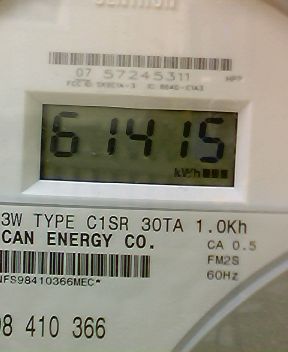 CENTRON
07 57245311
61415
kWh
3W TYPE C1SR 30TA 1.0Kh
CAN ENERGY CO.
CA 0.5
FM2S
60Hz
NFS98410366MEC*
98 410 366